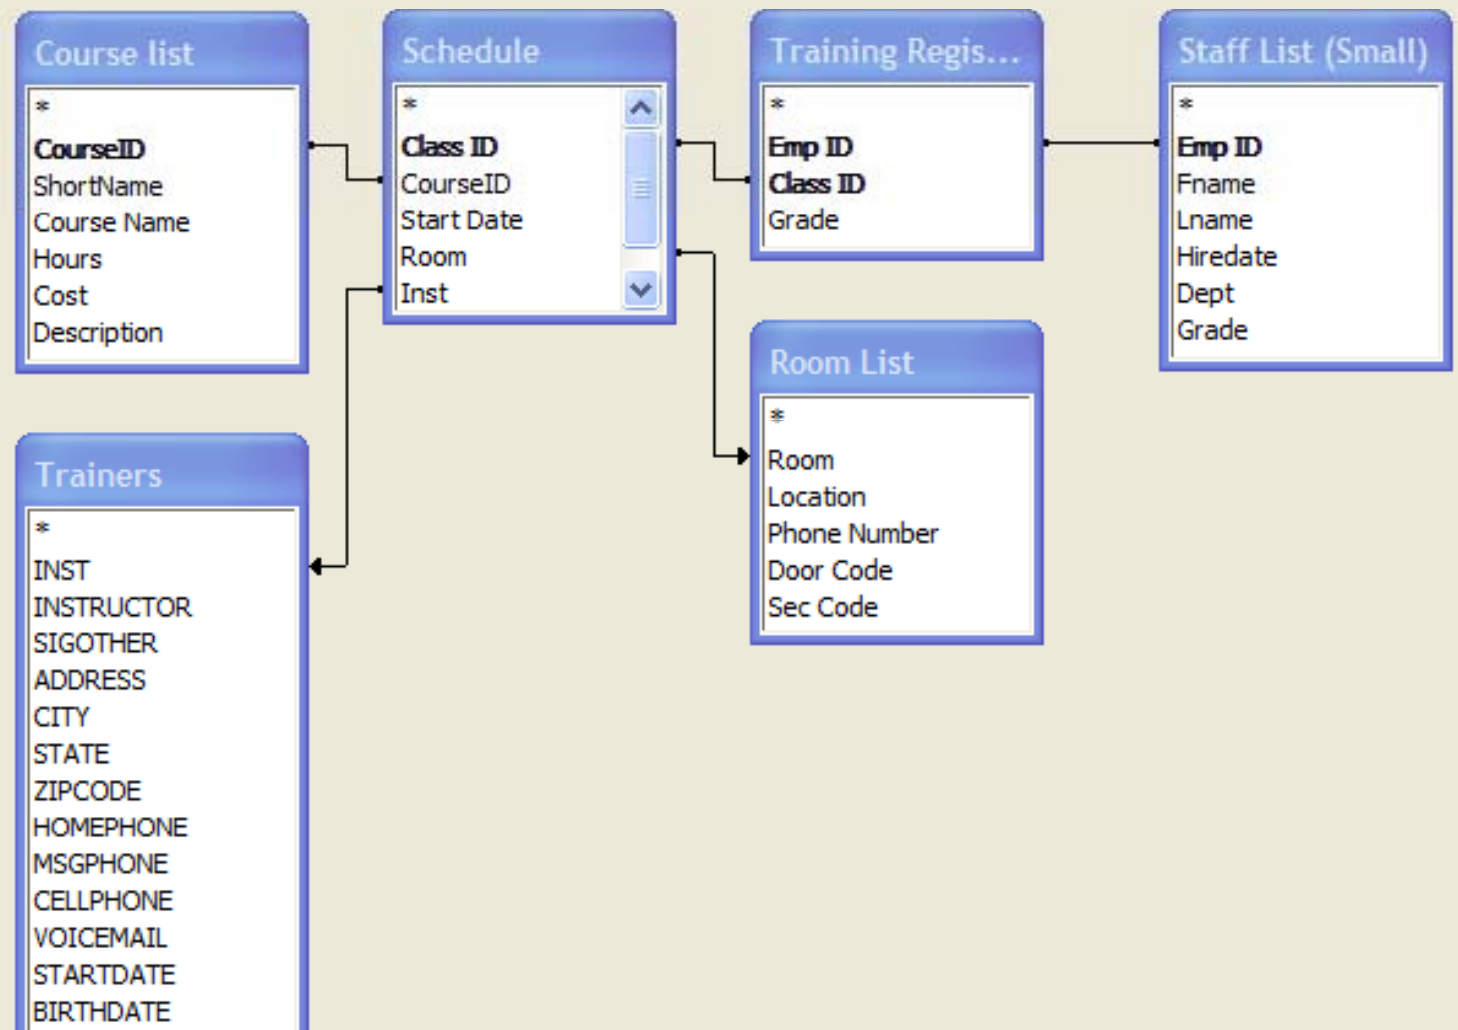 Course list
*
CourseID
ShortName
Course Name
Hours
Cost
Description
Schedule
*
Class ID
CourseID
Start Date
Room
Inst
Training Regis...
*
Emp ID
Class ID
Grade
Staff List (Small)
*
Emp ID
Fname
Lname
Hiredate
Dept
Grade
Room List
*
Room
Location
Phone Number
Door Code
Sec Code
Trainers
*
INST
INSTRUCTOR
SIGOTHER
ADDRESS
CITY
STATE
ZIPCODE
HOMEPHONE
MSGPHONE
CELLPHONE
VOICEMAIL
STARTDATE
BIRTHDATE